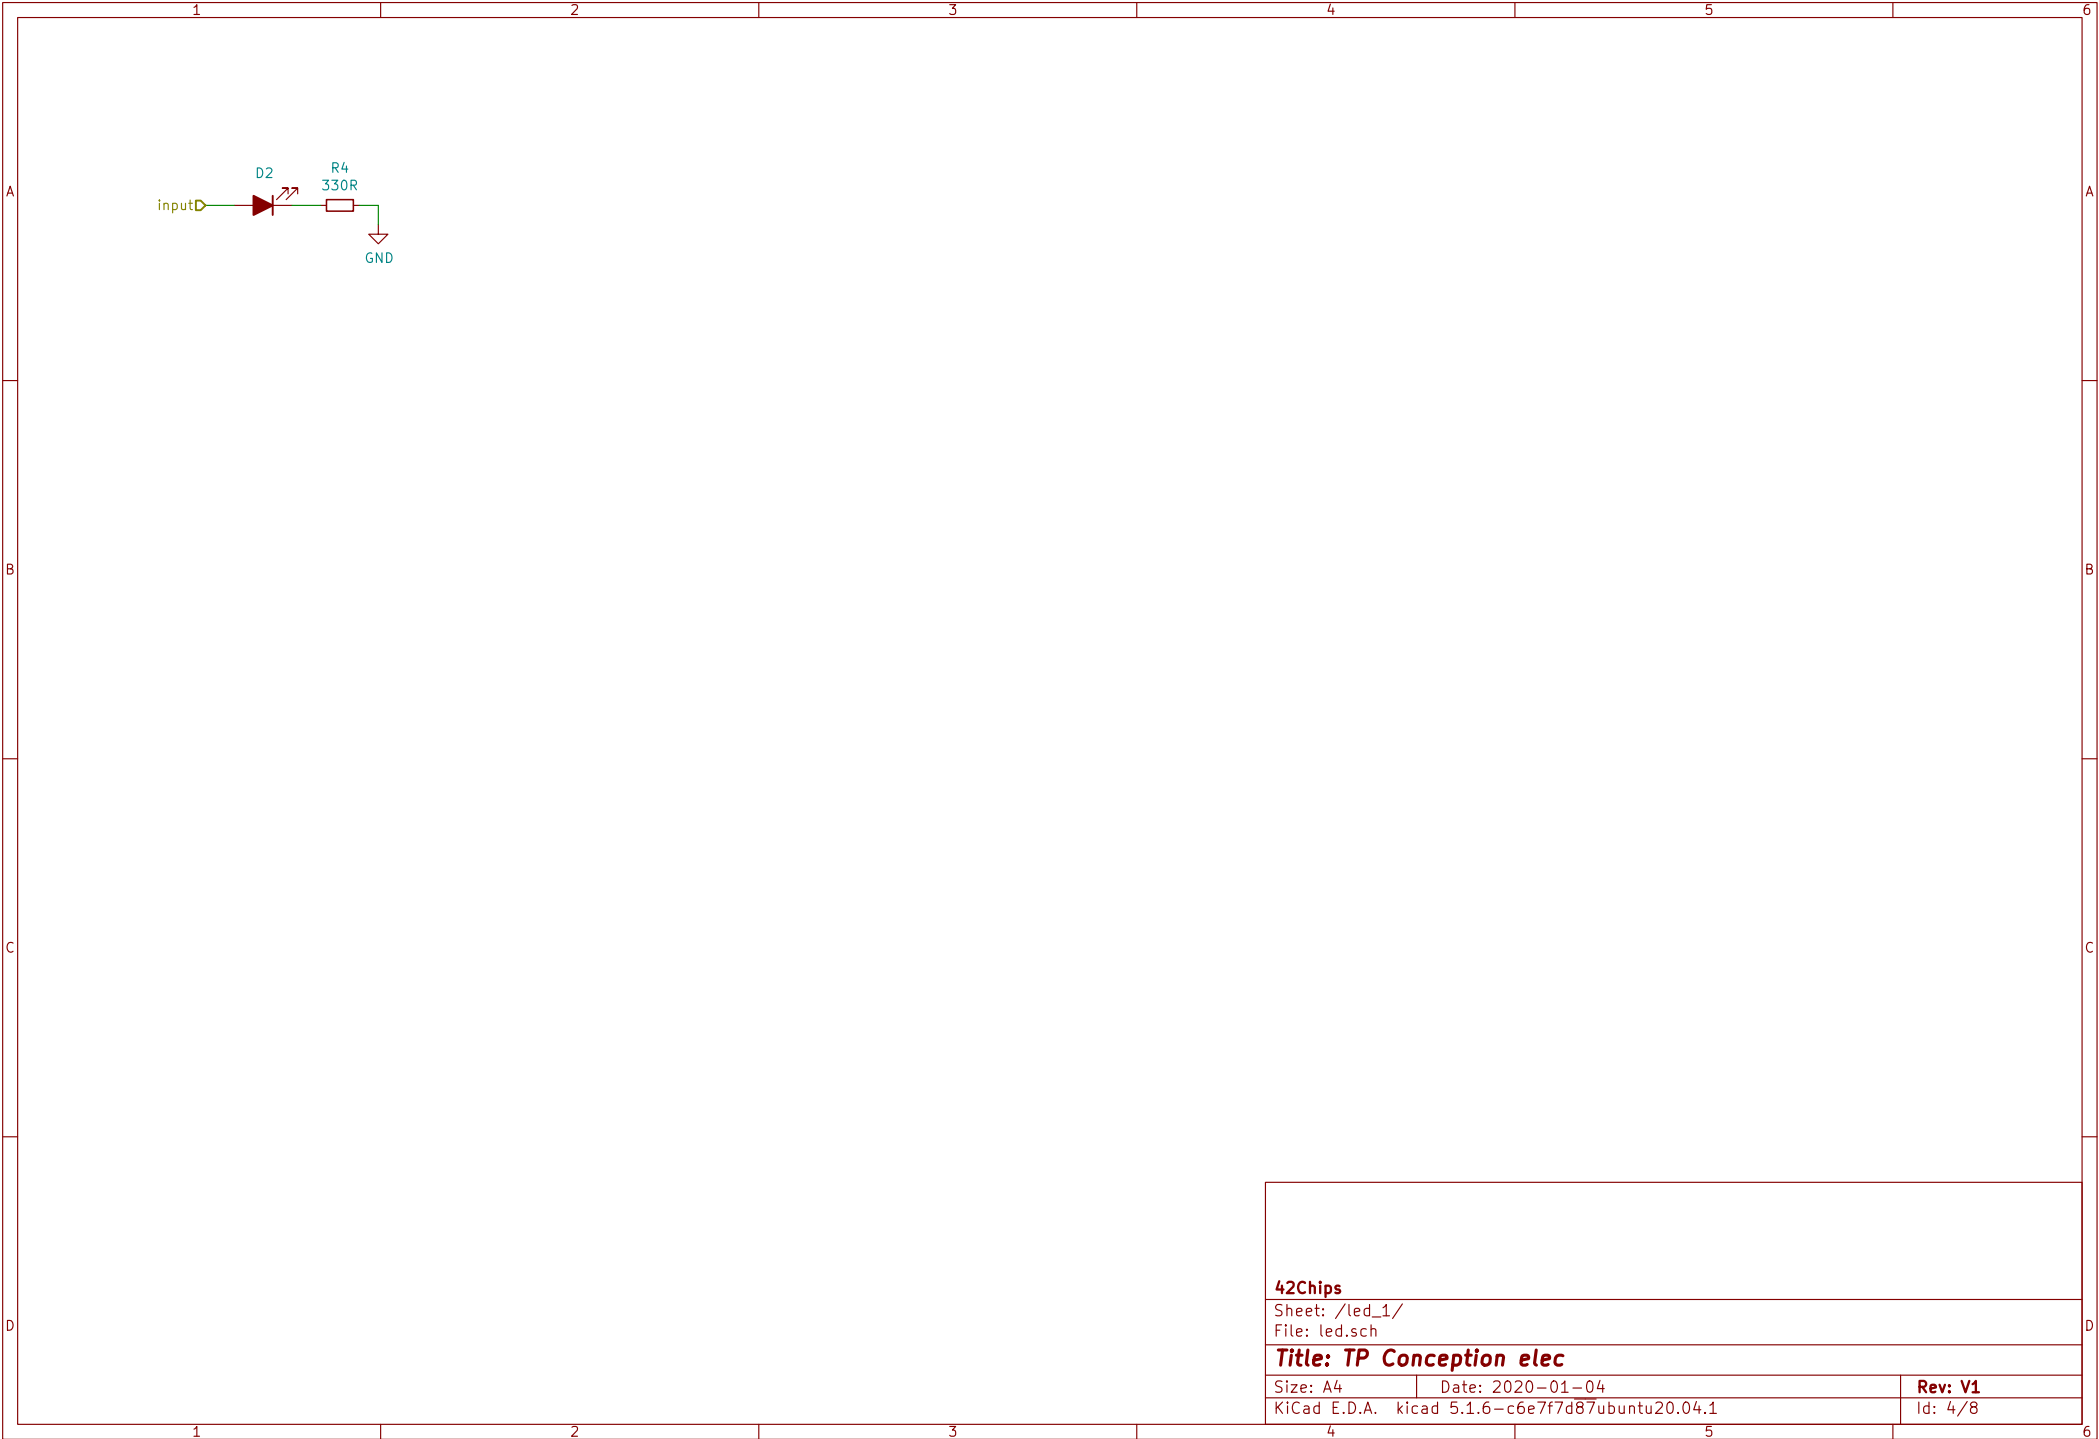 1 2 3 4 5 6
A A
D2
R4
330R
input
GND
B B
C C
42Chips
Sheet: /led_1/
File: led.sch
D D
Title: TP Conception elec
Size: A4 Date: 2020-01-04 Rev: V1
KiCad E.D.A. kicad 5.1.6-c6e7f7d87ubuntu20.04.1 Id: 4/8
1 2 3 4 5 6